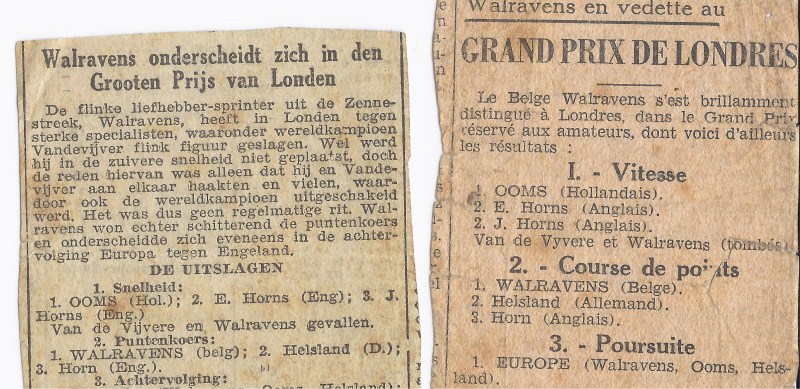 Walravens onderscheidt zich in den
Grooten Prijs van Londen
De flinke liefhebber-sprinter uit de Zenne-
streek, Walravens, heeft in Londen tegen
sterke specialisten, waaronder wereldkampioen
Vandevijver flink figuur geslagen. Wel werd
hij in de zuivere snelheid niet geplaatst, doch
de reden hiervan was alleen dat hij en Vande-
vijver aan elkaar haakten en vielen, waar-
door ook de wereldkampioen uitgeschakeld
werd. Het was dus geen regelmatige rit. Wal-
ravens won echter schitterend de puntenkoers
en onderscheidde zich eveneens in de achter-
volging Europa tegen Engeland.
DE UITSLAGEN
1. Snelheid:
1. OOMS (Hol.); 2. E. Horns (Eng); 3. J.
Horns (Eng.)
Van de Vijvere en Walravens gevallen.
2. Puntenkoers:
1. WALRAVENS (belg); 2. Helsland (D.);
3. Horn (Eng.).
3. Achtervolging:
Walravens en vedette au
GRAND PRIX DE LONDRES
Le Belge Walravens s'est brillamment
distingué à Londres, dans le Grand Prix,
réservé aux amateurs, dont voici d'ailleurs
les résultats :
I. - Vitesse
1. OOMS (Hollandais).
2. E. Horns (Anglais).
2. J. Horns (Anglais).
Van de Vyvere et Walravens (tombés).
2. - Course de points
1. WALRAVENS (Belge).
2. Helsland (Allemand).
3. Horn (Anglais).
3. - Poursuite
1. EUROPE (Walravens, Ooms, Hels-
land).